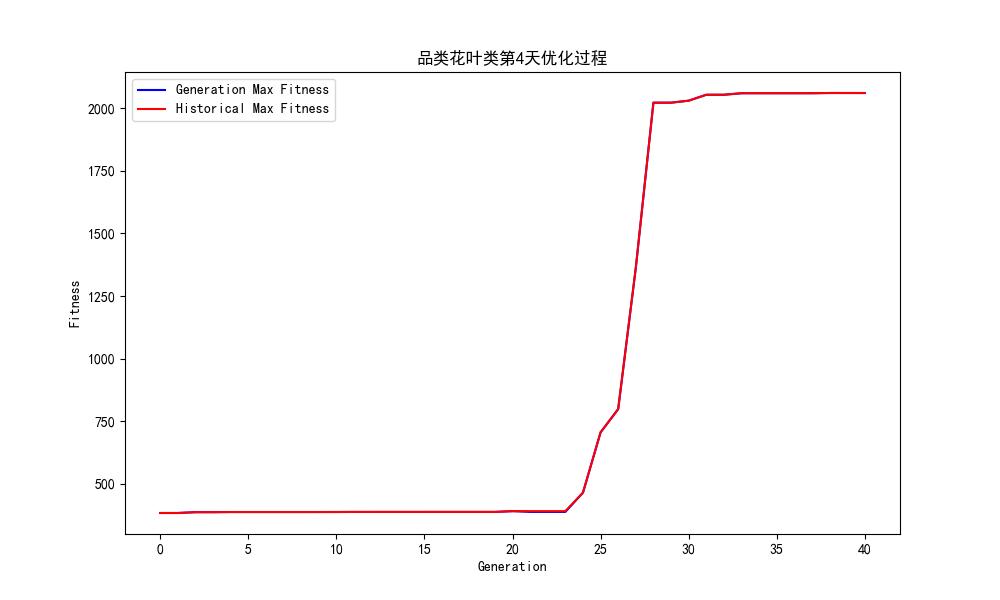 品类花叶类第4天优化过程
Generation Max Fitness
Historical Max Fitness
2000
1750
1500
1250
1000
750
500
Fitness
0 5 10 15 20 25 30 35 40
Generation